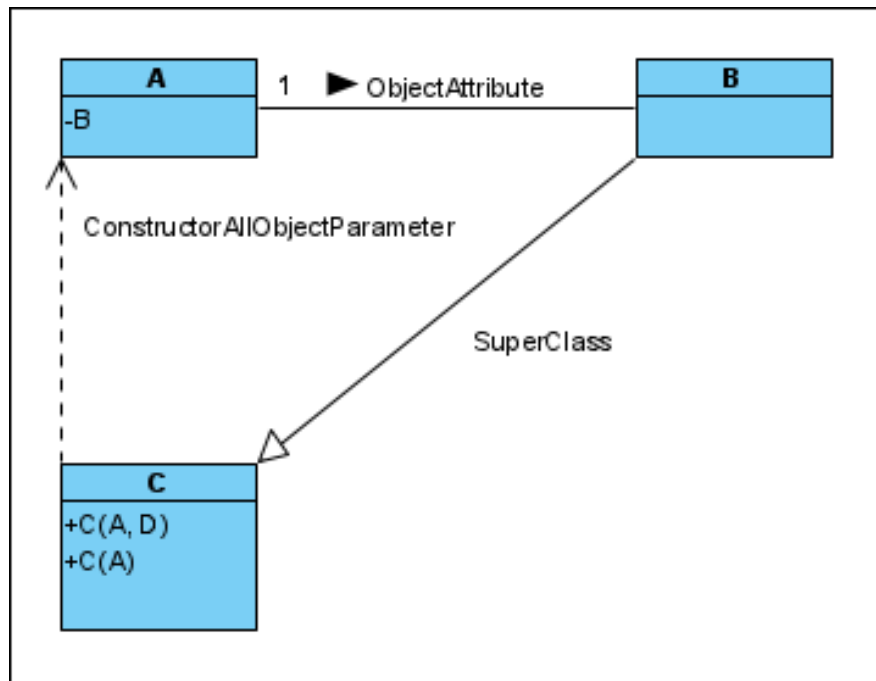 A
1 ► ObjectAttribute
B
-B
ConstructorAllObjectParameter
SuperClass
C
+C(A, D)
+C(A)